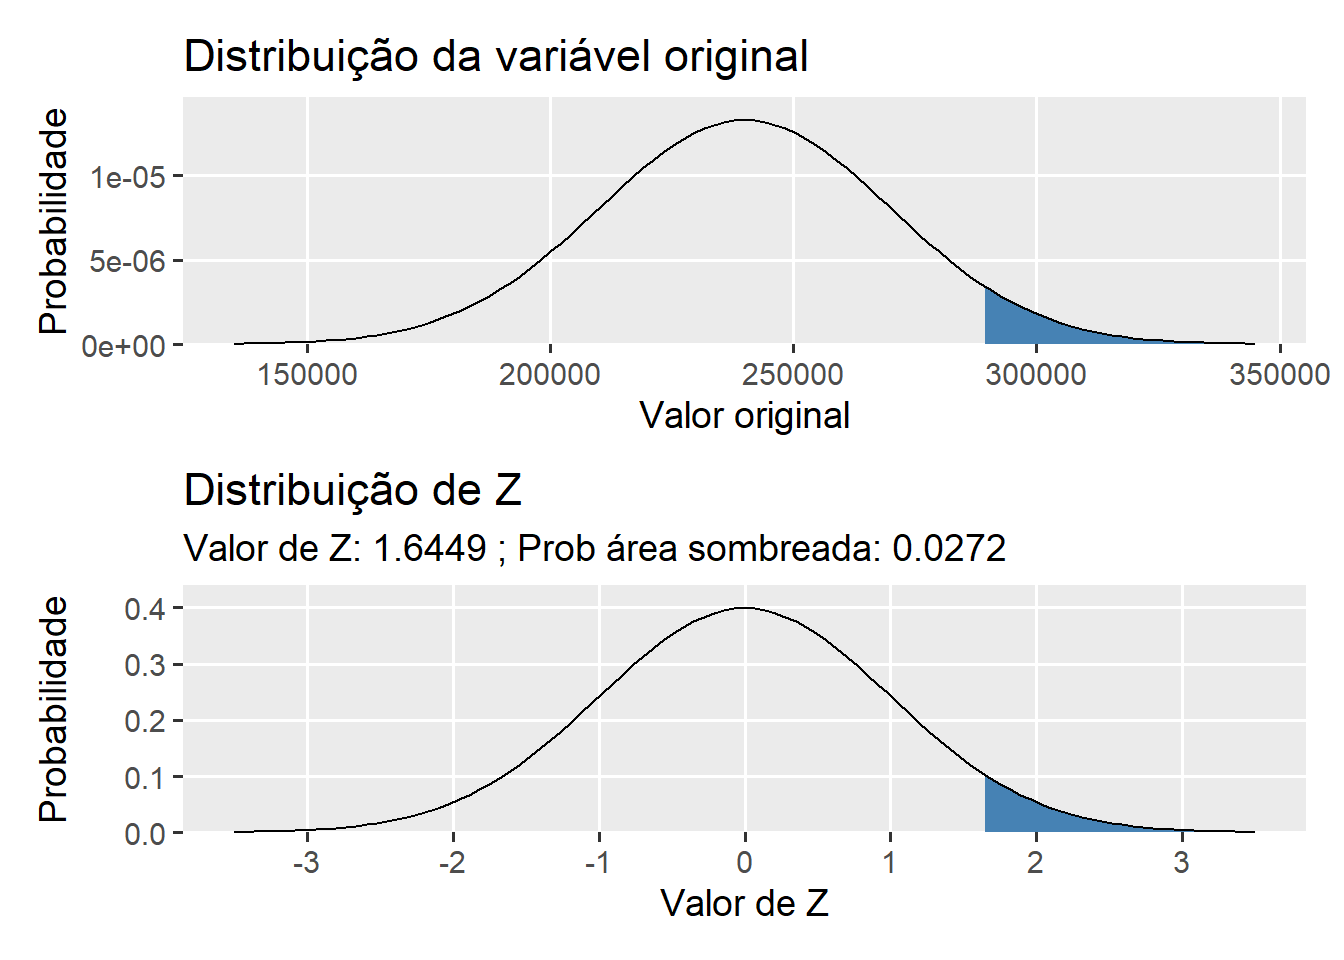 Distribuição da variável original
Probabilidade
1e-05
5e-06
0e+00
150000 200000 250000 300000 350000
Valor original
Distribuição de Z
Valor de Z: 1.6449 ; Prob área sombreada: 0.0272
Probabilidade
0.4
0.3
0.2
0.1
0.0
-3 -2 -1 0 1 2 3
Valor de Z